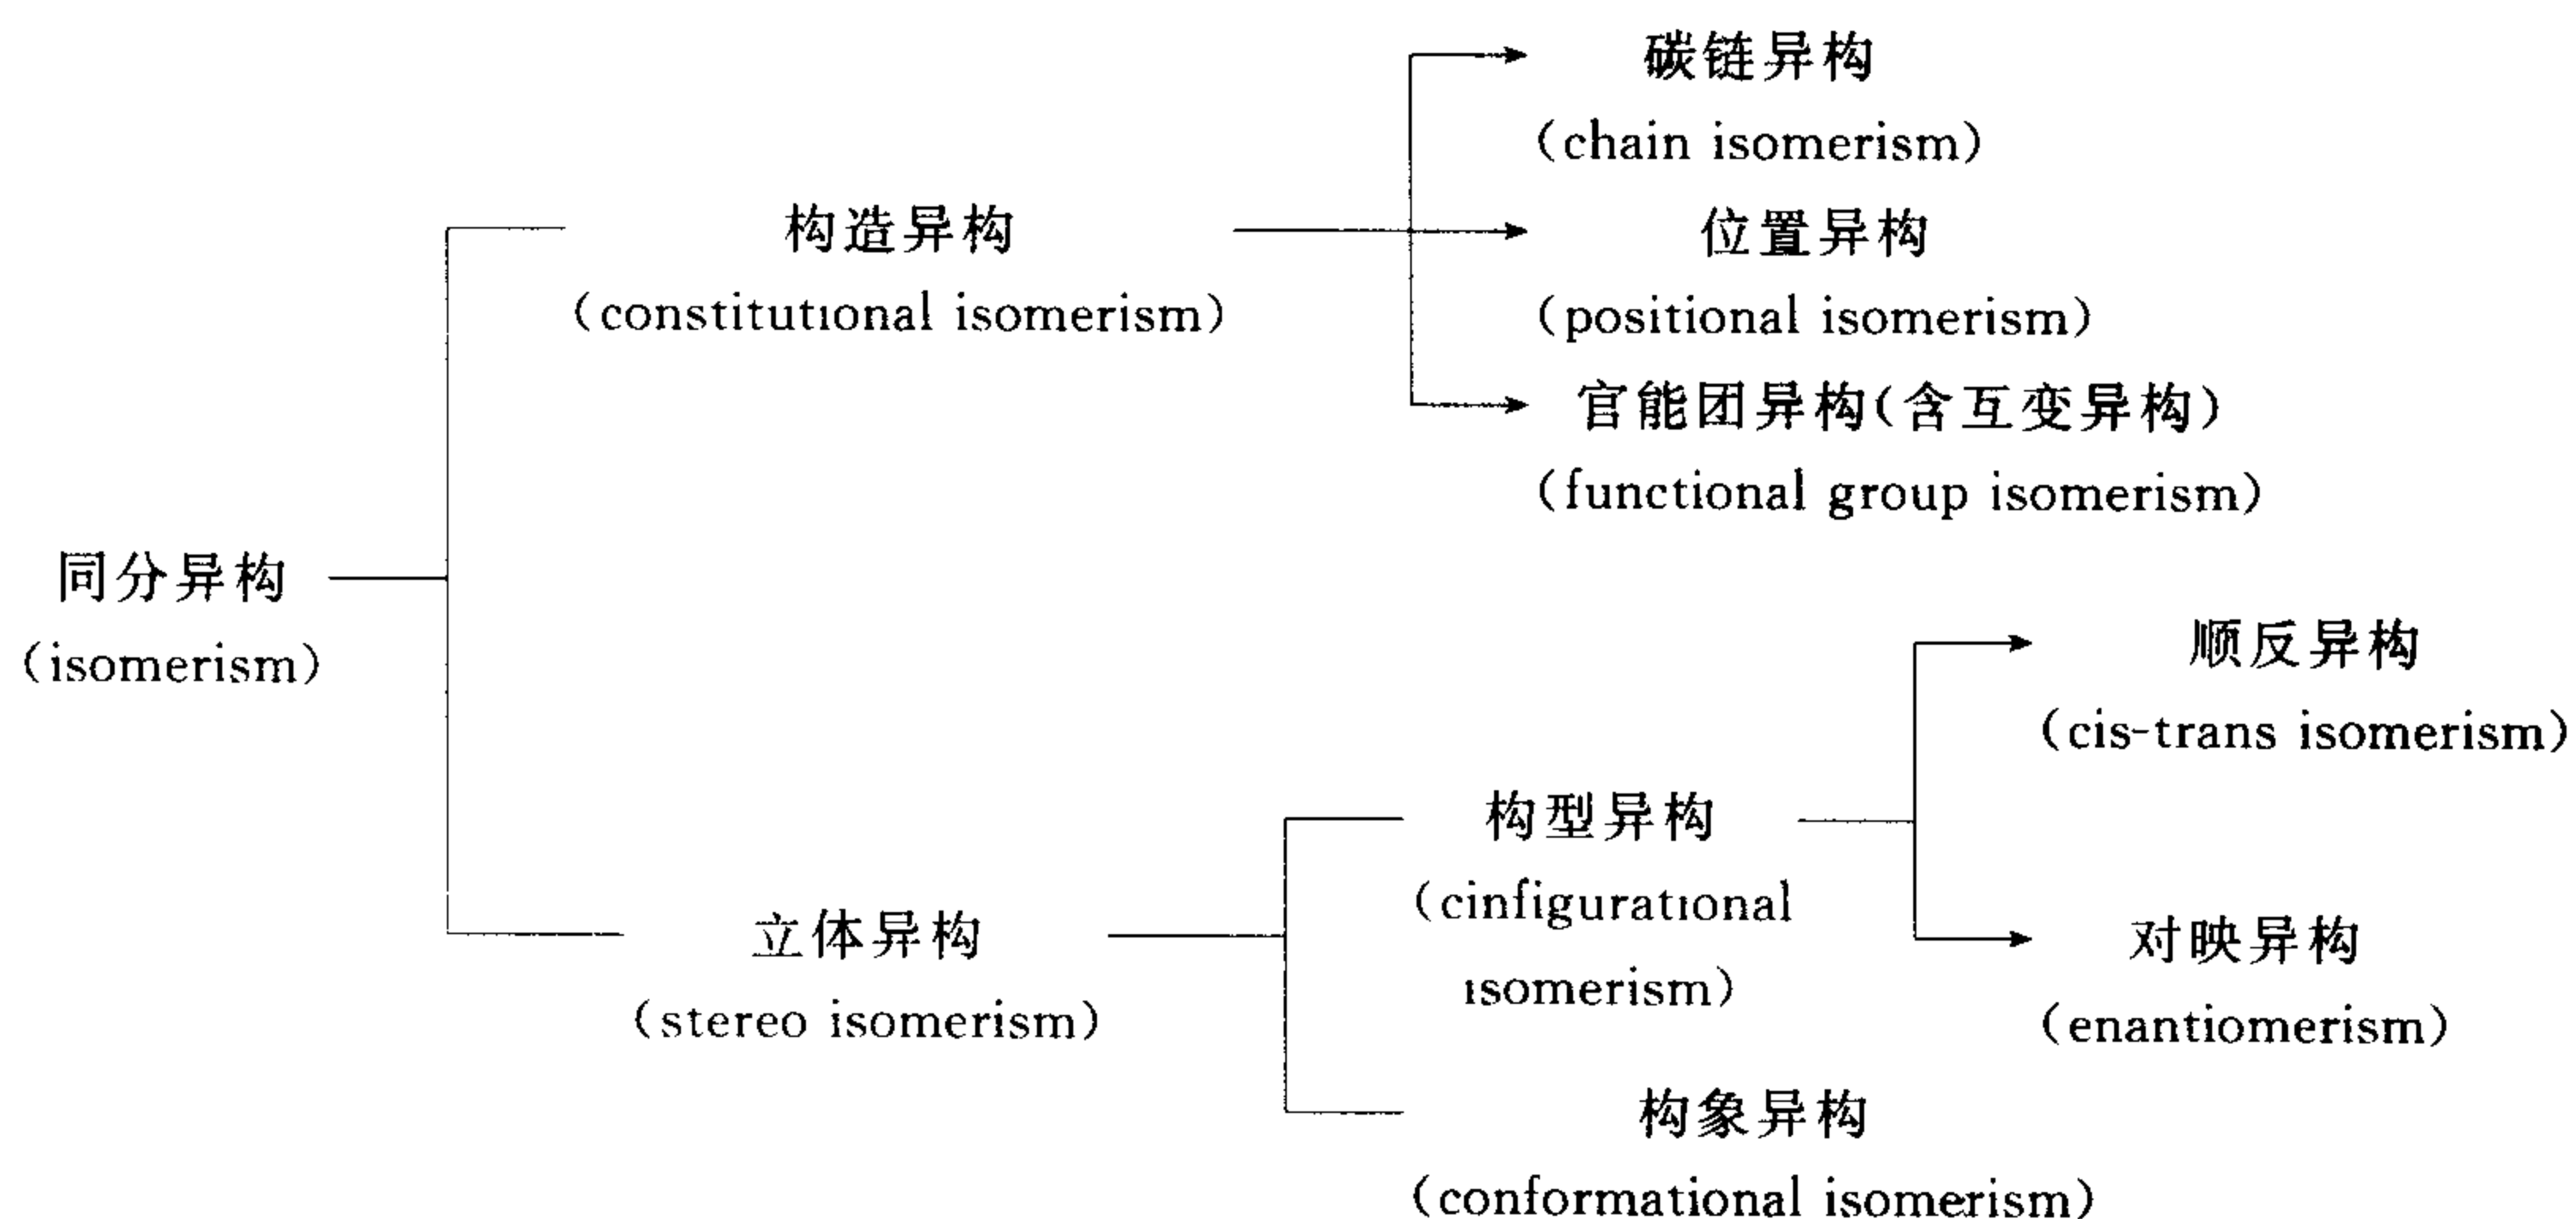 碳链异构
(chain isomerism)
构造异构
(constitutional isomerism)
位置异构
(positional isomerism)
官能团异构(含互变异构)
(functional group isomerism)
同分异构
(isomerism)
顺反异构
(cis-trans isomerism)
构型异构
(cinfigurational
isomerism)
立体异构
(stereo isomerism)
对映异构
(enantiomerism)
构象异构
(conformational isomerism)